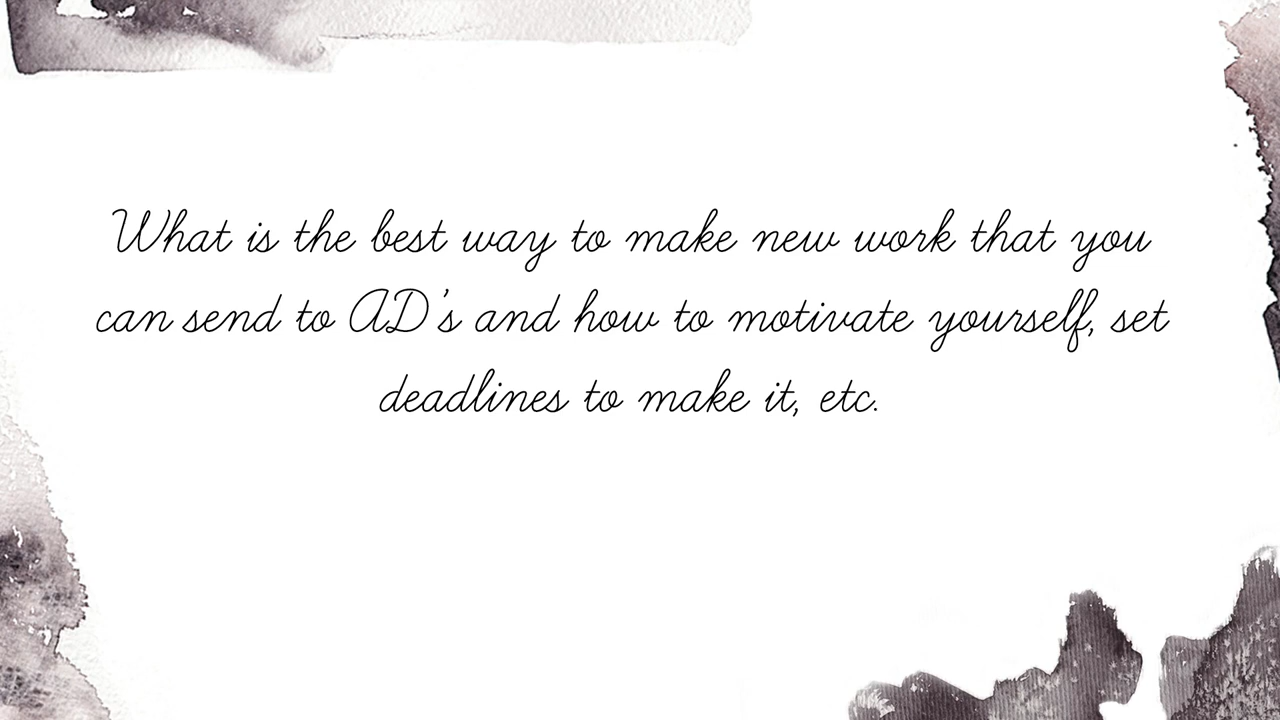 What is the best way to make new work that you
can send to AD's and how to motivate yourself, set
deadlines to make it, etc.